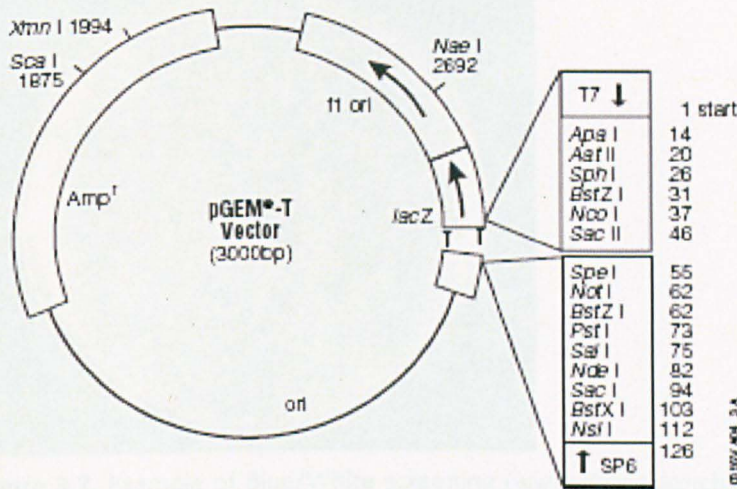 Xmn I 1994
Sca I
1875
Nae I
2692
f1 ori
Amp r
pGEM®-T
Vector
(3000bp)
lacZ
T T
ori
T7 ↓
1 start
Apa I 14
Aat II 20
Sph I 26
BstZ I 31
Nco I 37
Sac II 46
Spe I 55
Not I 62
BstZ I 62
Pst I 73
Sal I 75
Nde I 82
Sac I 94
BstX I 103
Nsi I 112
↑ SP6
126